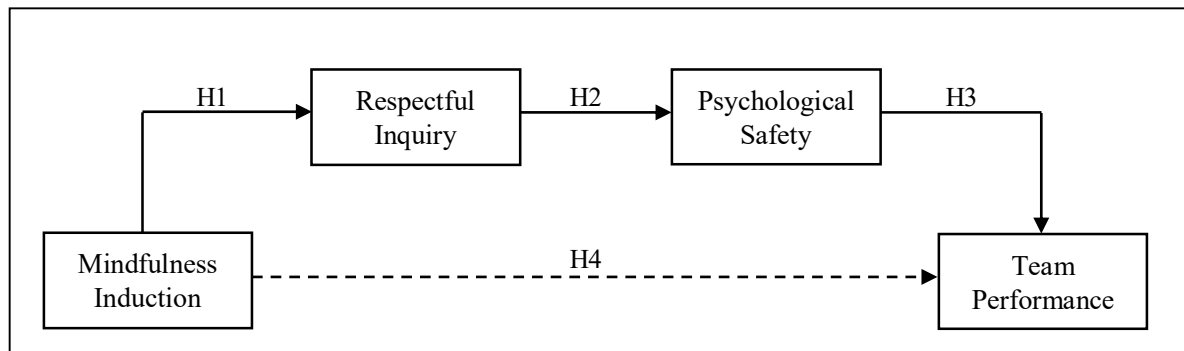 H1
Respectful
Inquiry
H2
Psychological
Safety
H3
Mindfulness
Induction
H4
Team
Performance